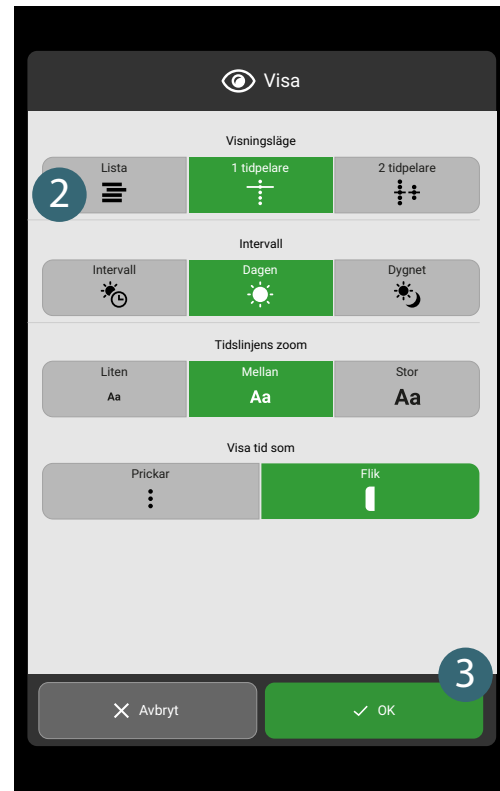 Visa
Visningsläge
Lista 1 tidpelare 2 tidpelare
2
Intervall
Intervall Dagen Dygnet
Tidslinjens zoom
Liten Mellan Stor
Aa Aa Aa
Visa tid som
Prickar Flik
3
Avbryt OK